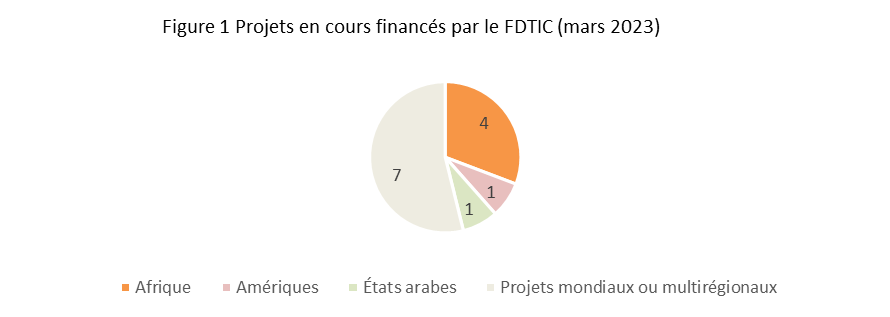 Figure 1 Projets en cours financés par le FDTIC (mars 2023)
4
7
1
1
Afrique Amériques États arabes Projets mondiaux ou multirégionaux